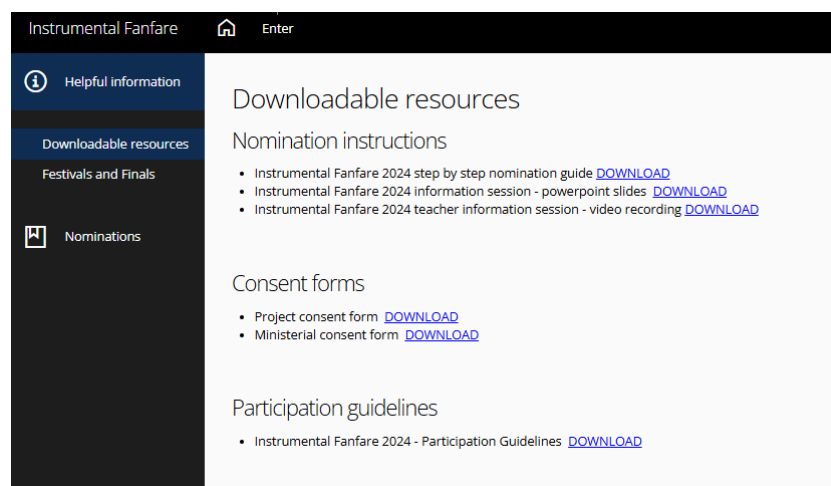 Instrumental Fanfare
Enter
Helpful information
Downloadable resources
Festivals and Finals
Nominations
Downloadable resources
Nomination instructions
Instrumental Fanfare 2024 step by step nomination guide DOWNLOAD
Instrumental Fanfare 2024 information session - powerpoint slides DOWNLOAD
Instrumental Fanfare 2024 teacher information session - video recording DOWNLOAD
Consent forms
Project consent form DOWNLOAD
Ministerial consent form DOWNLOAD
Participation guidelines
Instrumental Fanfare 2024 - Participation Guidelines DOWNLOAD